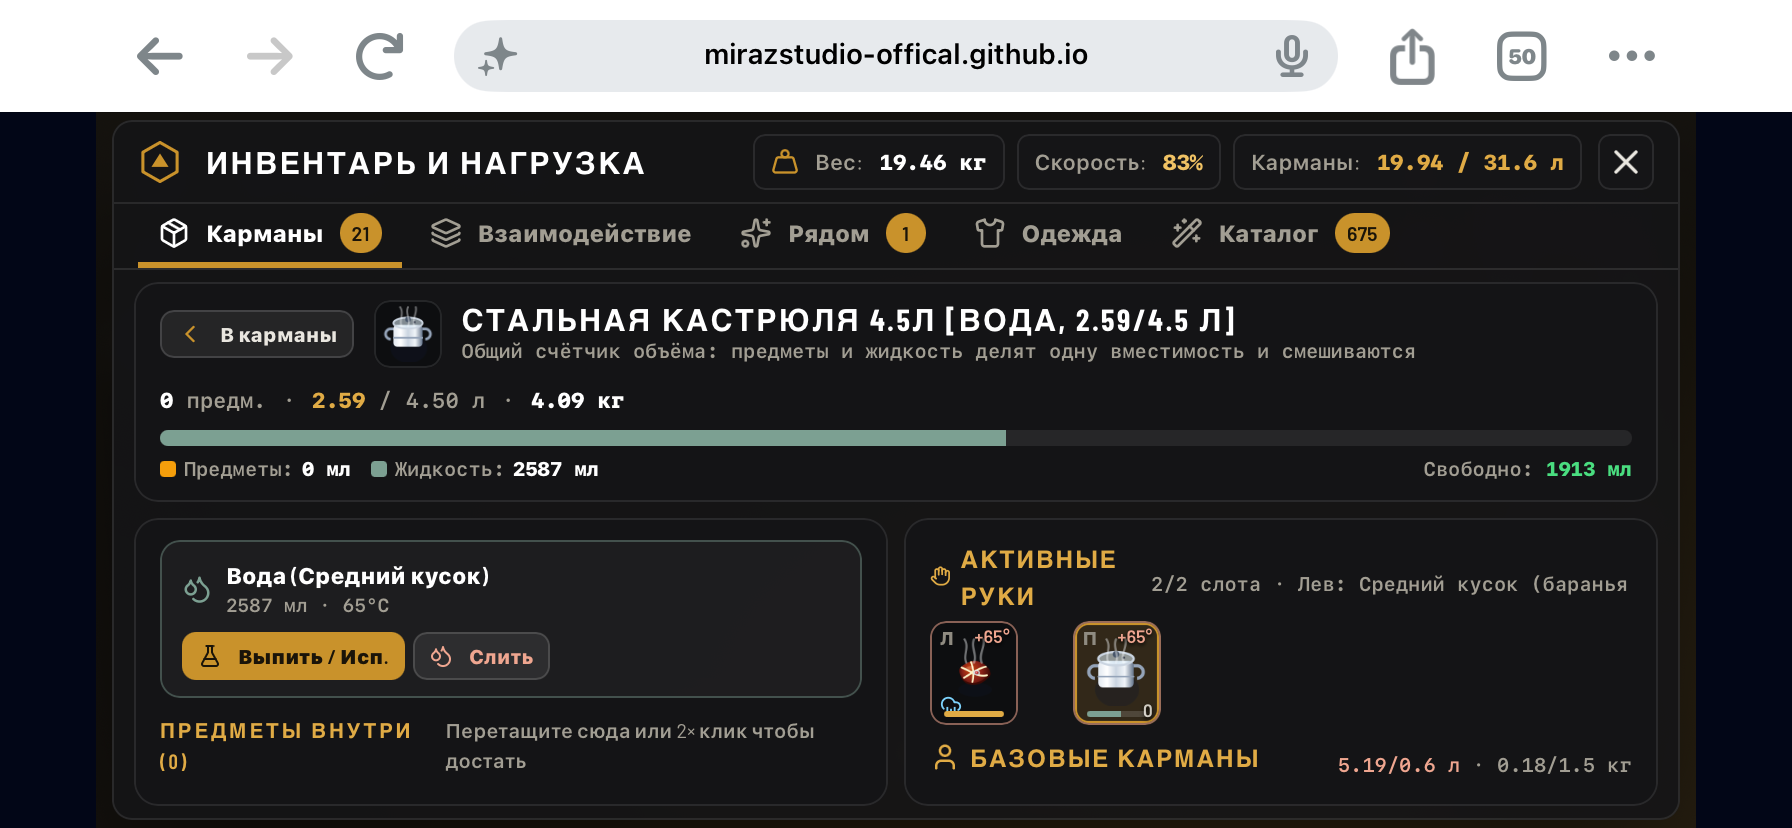 mirazstudio-offical.github.io
50
ИНВЕНТАРЬ И НАГРУЗКА
Вес: 19.46 кг
Скорость: 83%
Карманы: 19.94 / 31.6 л
Карманы 21
Взаимодействие
Рядом 1
Одежда
Каталог 675
В карманы
СТАЛЬНАЯ КАСТРЮЛЯ 4.5Л [ВОДА, 2.59/4.5 Л]
Общий счётчик объёма: предметы и жидкость делят одну вместимость и смешиваются
0 предм. · 2.59 / 4.50 л · 4.09 кг
Предметы: 0 мл
Жидкость: 2587 мл
Свободно: 1913 мл
Вода (Средний кусок)
2587 мл · 65°C
Выпить / Исп.
Слить
ПРЕДМЕТЫ ВНУТРИ
(0)
Перетащите сюда или 2× клик чтобы
достать
АКТИВНЫЕ
РУКИ
2/2 слота · Лев: Средний кусок (баранья
Л +65°
П +65°
0
БАЗОВЫЕ КАРМАНЫ
5.19/0.6 л · 0.18/1.5 кг